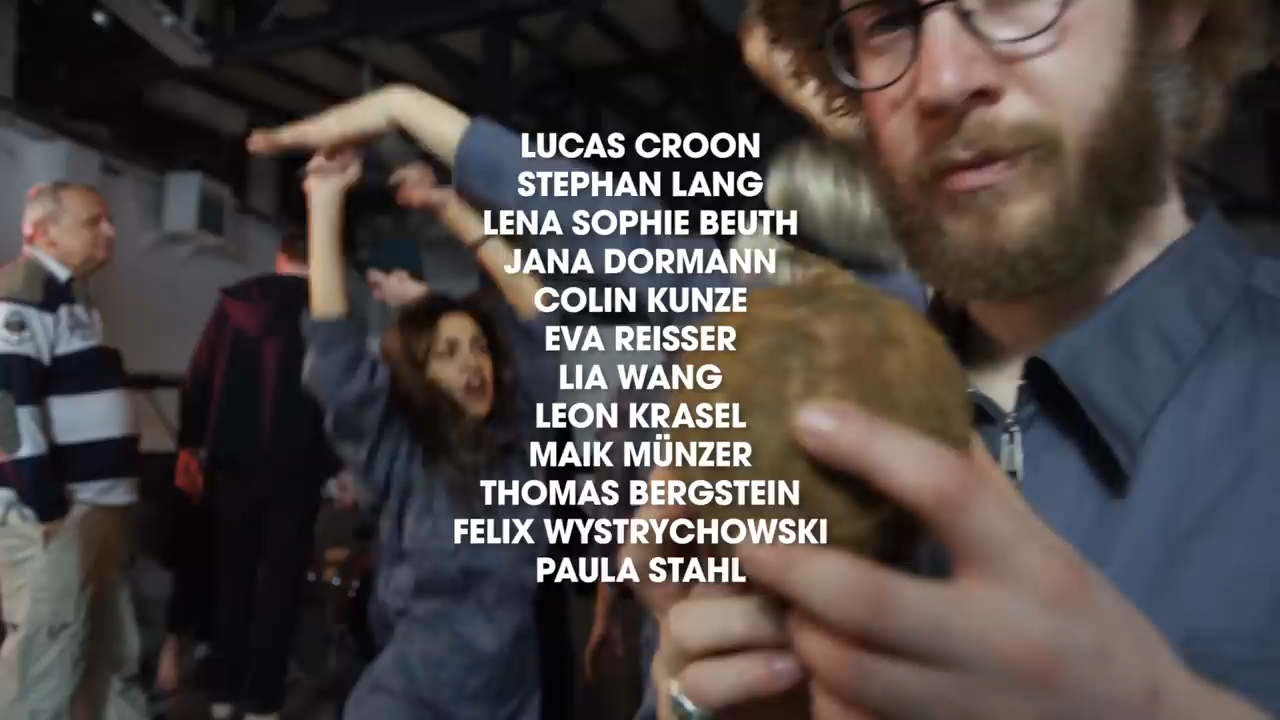 LUCAS CROON
STEPHAN LANG
LENA SOPHIE BEUTH
JANA DORMANN
COLIN KUNZE
EVA REISSER
LIA WANG
LEON KRASEL
MAIK MÜNZER
THOMAS BERGSTEIN
FELIX WYSTRYCHOWSKI
PAULA STAHL